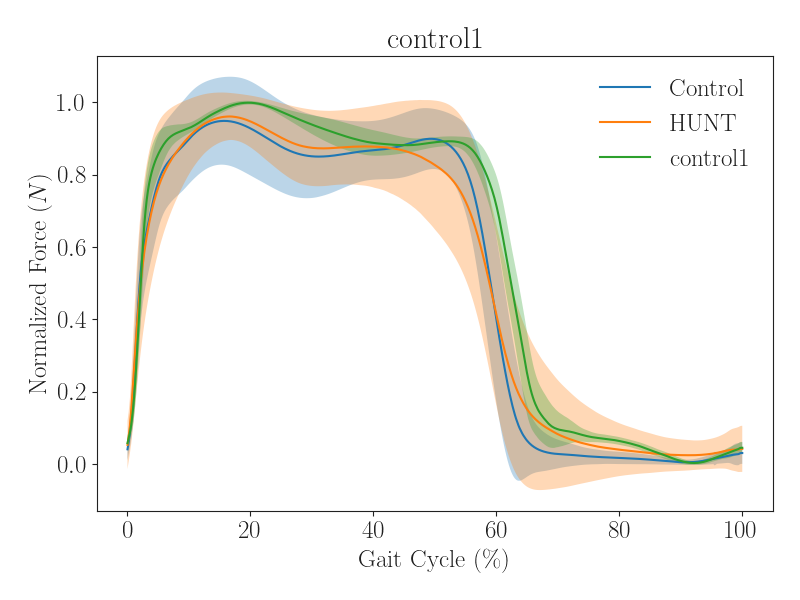 control1
Control
HUNT
control1
Normalized Force (N)
1.0
0.8
0.6
0.4
0.2
0.0
0 20 40 60 80 100
Gait Cycle (%)